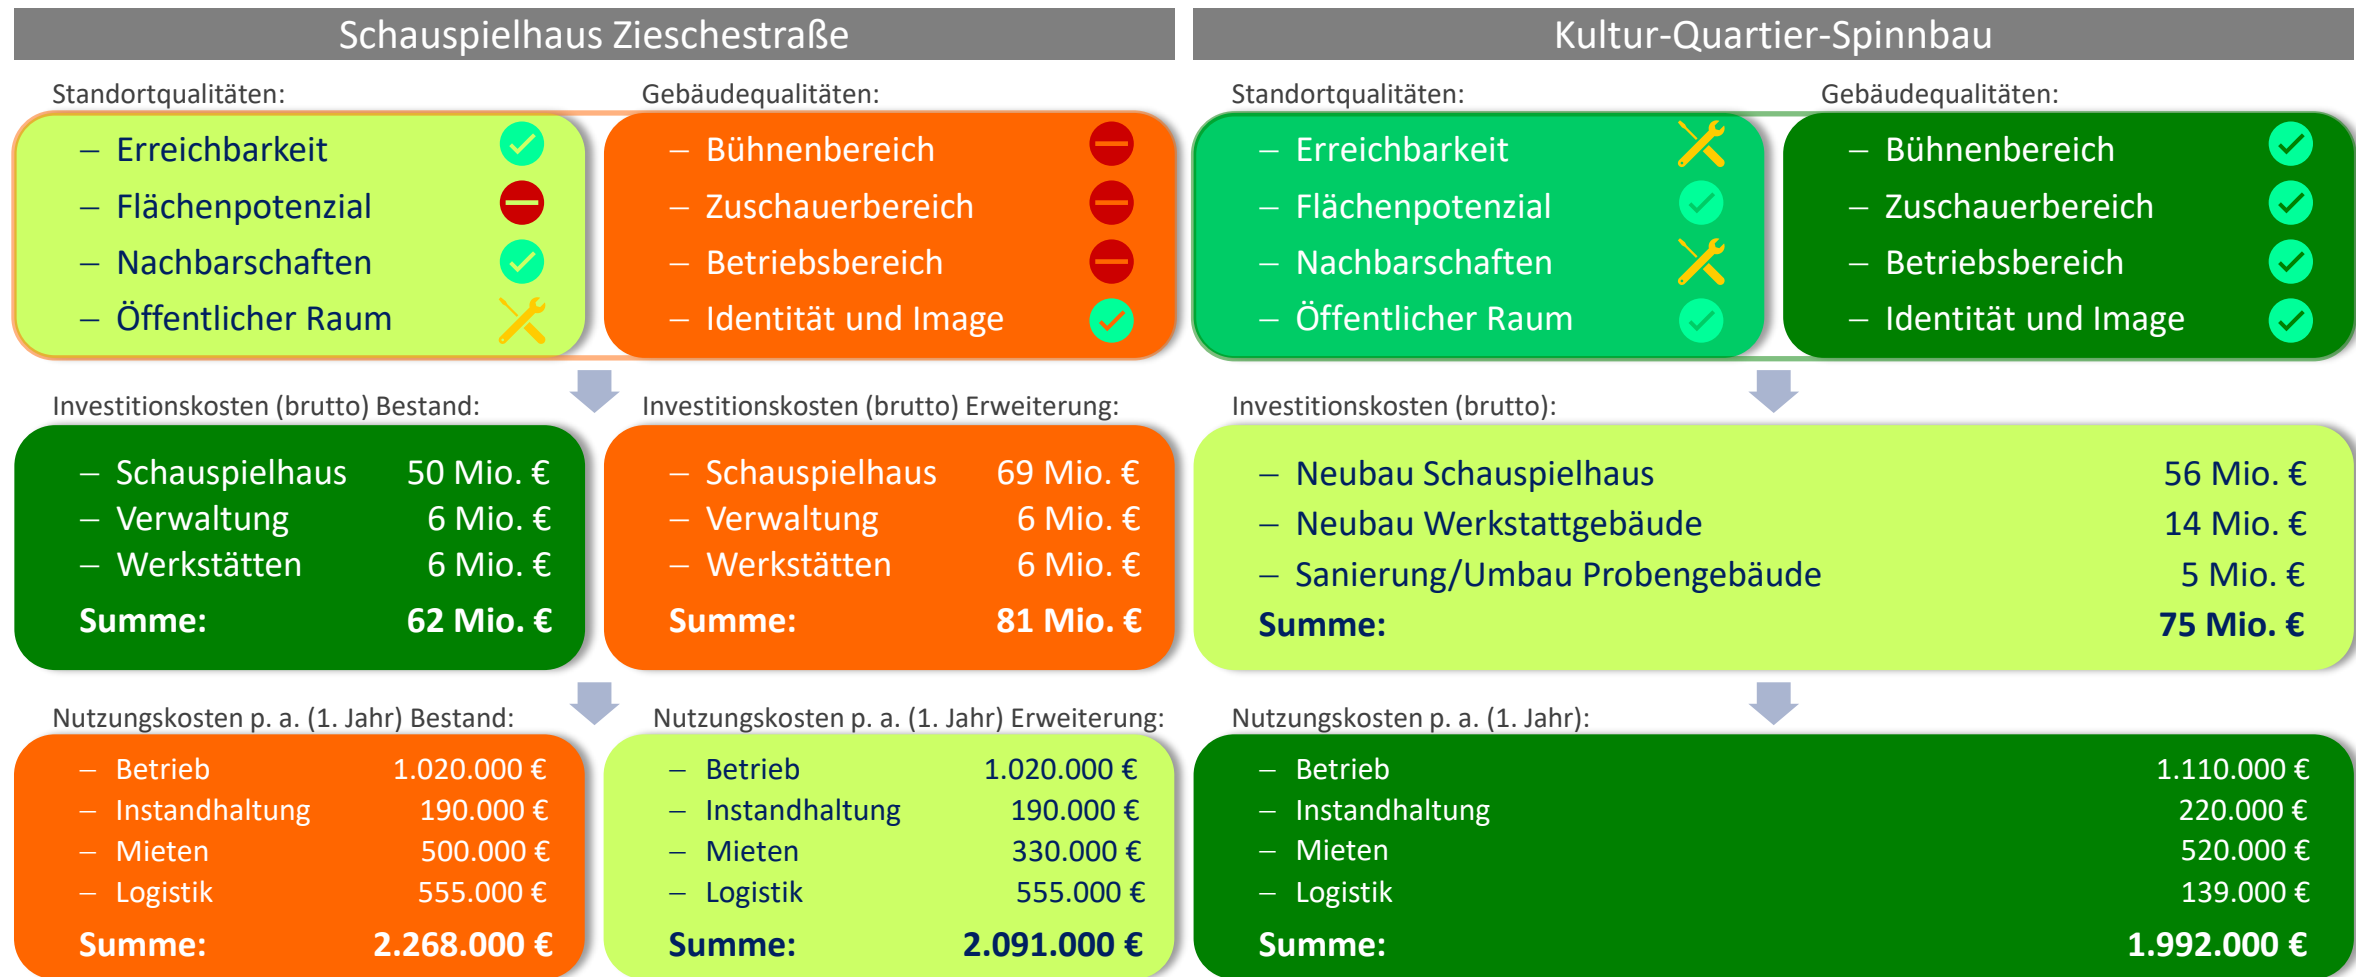 Schauspielhaus Zieschestraße
Standortqualitäten:
– Erreichbarkeit
– Flächenpotenzial
– Nachbarschaften
– Öffentlicher Raum
Gebäudequalitäten:
– Bühnenbereich
– Zuschauerbereich
– Betriebsbereich
– Identität und Image
Investitionskosten (brutto) Bestand:
– Schauspielhaus 50 Mio. €
– Verwaltung 6 Mio. €
– Werkstätten 6 Mio. €
Summe: 62 Mio. €
Investitionskosten (brutto) Erweiterung:
– Schauspielhaus 69 Mio. €
– Verwaltung 6 Mio. €
– Werkstätten 6 Mio. €
Summe: 81 Mio. €
Nutzungskosten p. a. (1. Jahr) Bestand:
– Betrieb 1.020.000 €
– Instandhaltung 190.000 €
– Mieten 500.000 €
– Logistik 555.000 €
Summe: 2.268.000 €
Nutzungskosten p. a. (1. Jahr) Erweiterung:
– Betrieb 1.020.000 €
– Instandhaltung 190.000 €
– Mieten 330.000 €
– Logistik 555.000 €
Summe: 2.091.000 €
Kultur-Quartier-Spinnbau
Standortqualitäten:
– Erreichbarkeit
– Flächenpotenzial
– Nachbarschaften
– Öffentlicher Raum
Gebäudequalitäten:
– Bühnenbereich
– Zuschauerbereich
– Betriebsbereich
– Identität und Image
Investitionskosten (brutto):
– Neubau Schauspielhaus 56 Mio. €
– Neubau Werkstattgebäude 14 Mio. €
– Sanierung/Umbau Probengebäude 5 Mio. €
Summe: 75 Mio. €
Nutzungskosten p. a. (1. Jahr):
– Betrieb 1.110.000 €
– Instandhaltung 220.000 €
– Mieten 520.000 €
– Logistik 139.000 €
Summe: 1.992.000 €